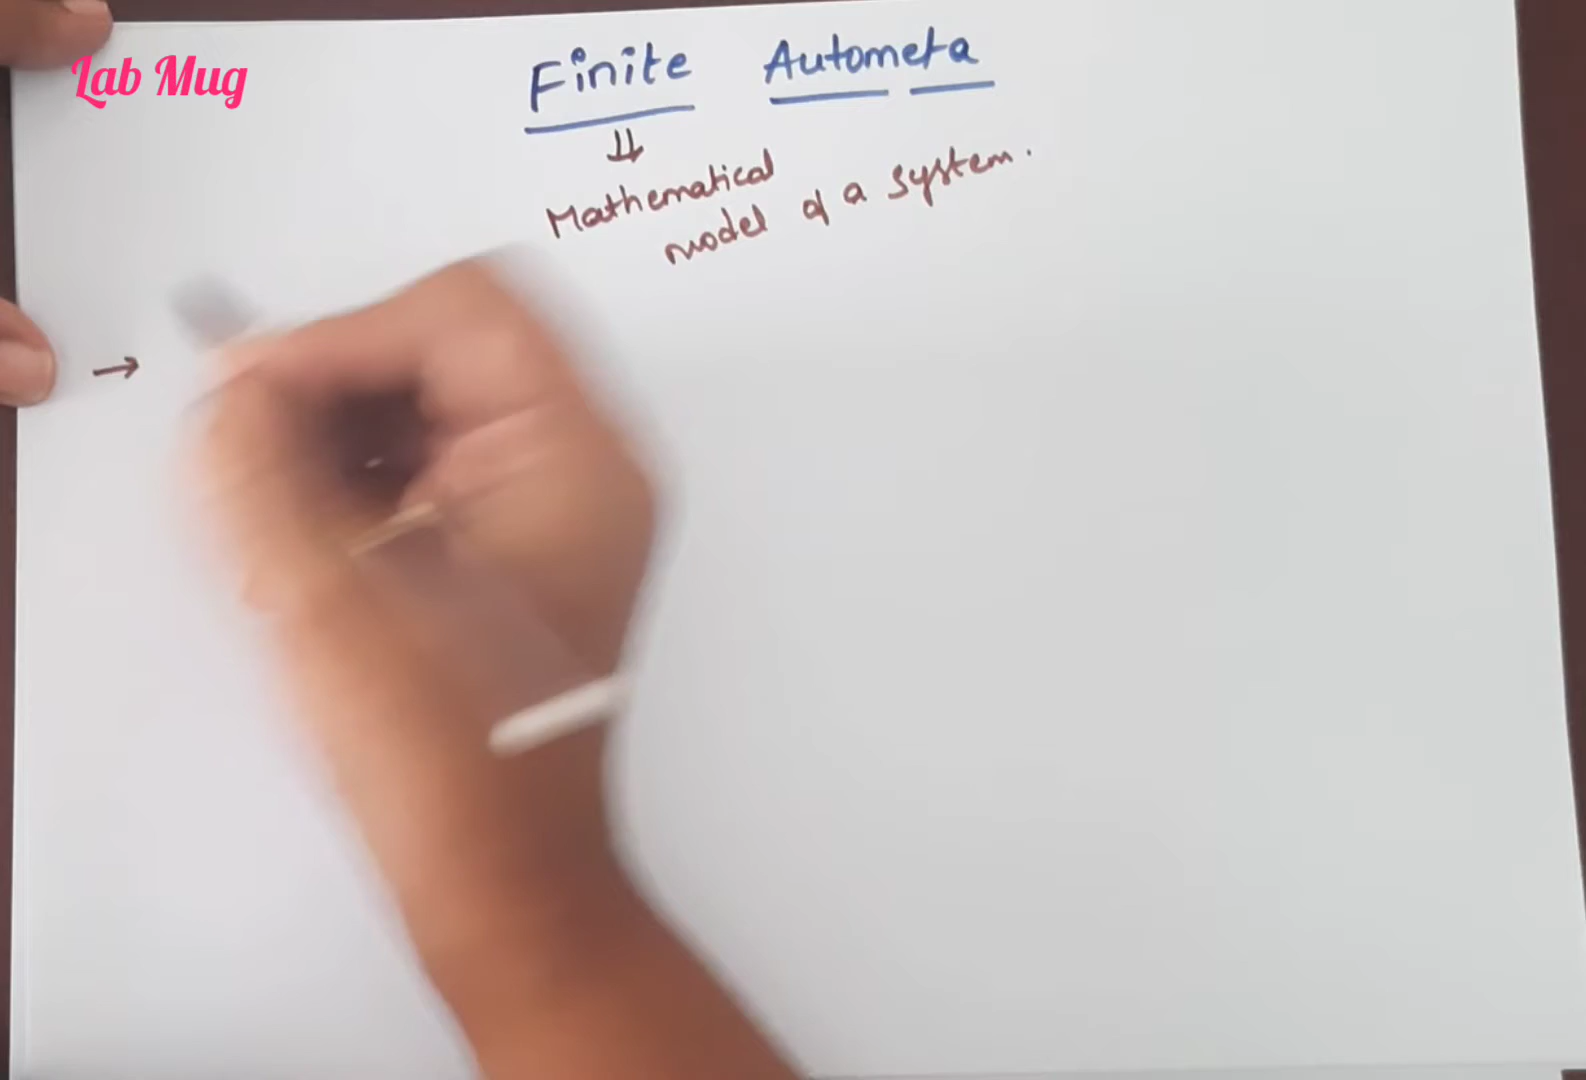 Lab Mug
Finite Autometa
⇓
Mathematical
model of a system.
→